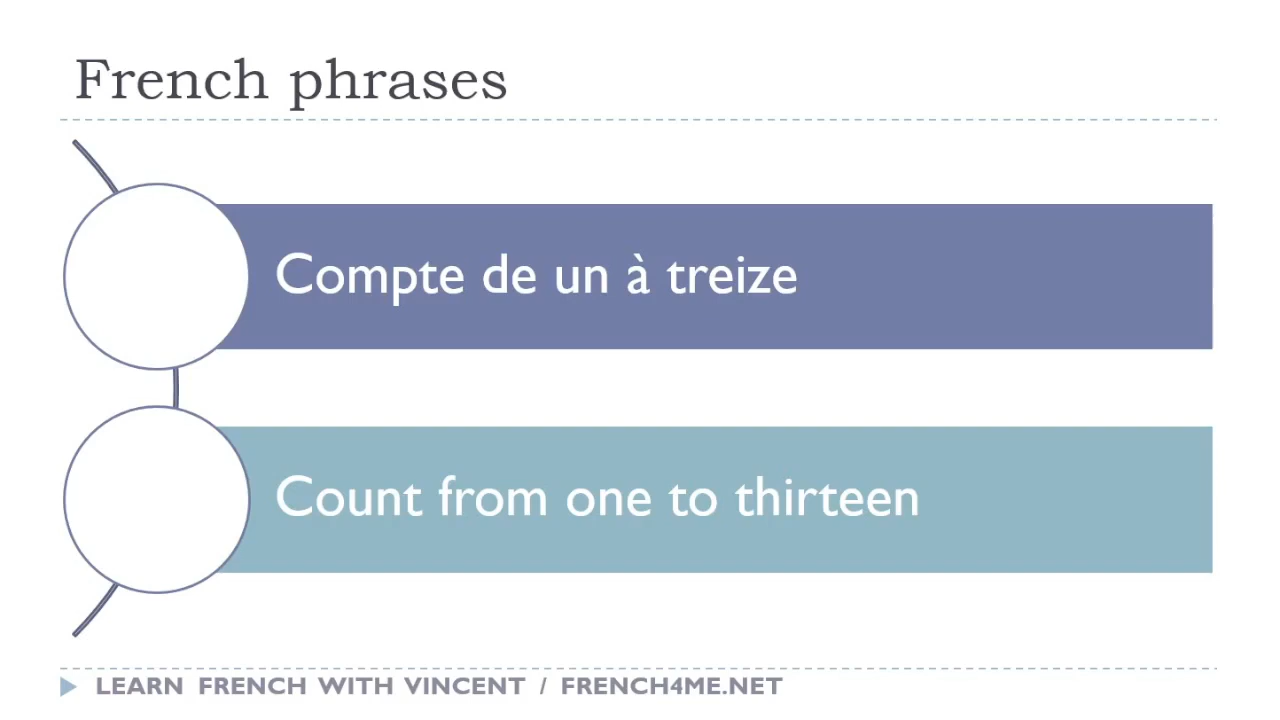 French phrases
Compte de un à treize
Count from one to thirteen
LEARN FRENCH WITH VINCENT / FRENCH4ME.NET